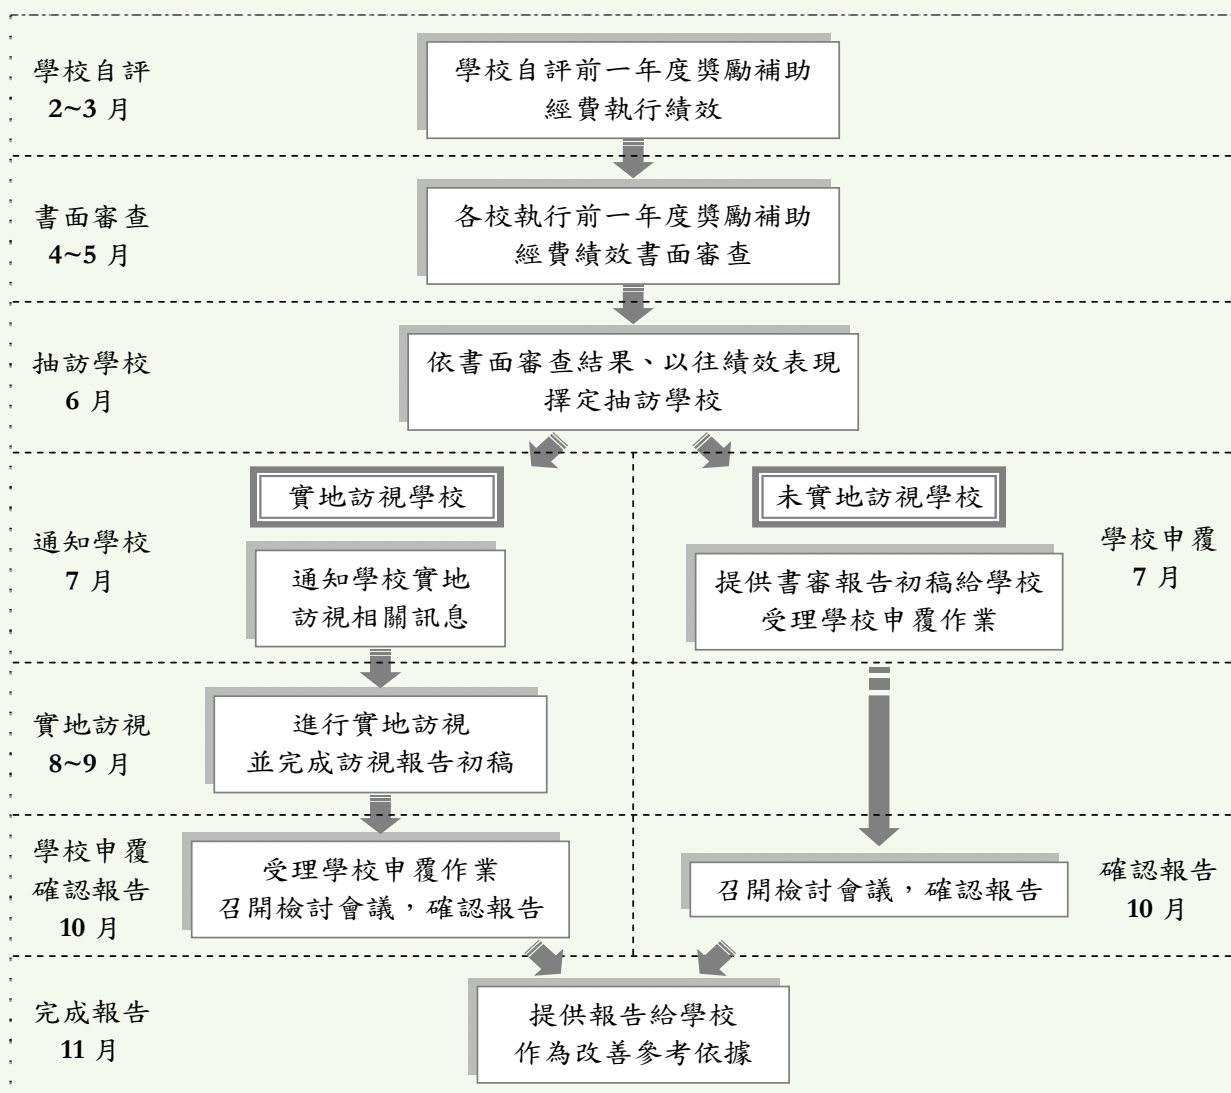 學校自評
2~3 月
學校自評前一年度獎勵補助
經費執行績效
書面審查
4~5 月
各校執行前一年度獎勵補助
經費績效書面審查
抽訪學校
6 月
依書面審查結果、以往績效表現
擇定抽訪學校
通知學校
7 月
實地訪視學校
通知學校實地
訪視相關訊息
未實地訪視學校
提供書審報告初稿給學校
受理學校申覆作業
學校申覆
7 月
實地訪視
8~9 月
進行實地訪視
並完成訪視報告初稿
學校申覆
確認報告
10 月
受理學校申覆作業
召開檢討會議，確認報告
召開檢討會議，確認報告
確認報告
10 月
完成報告
11 月
提供報告給學校
作為改善參考依據